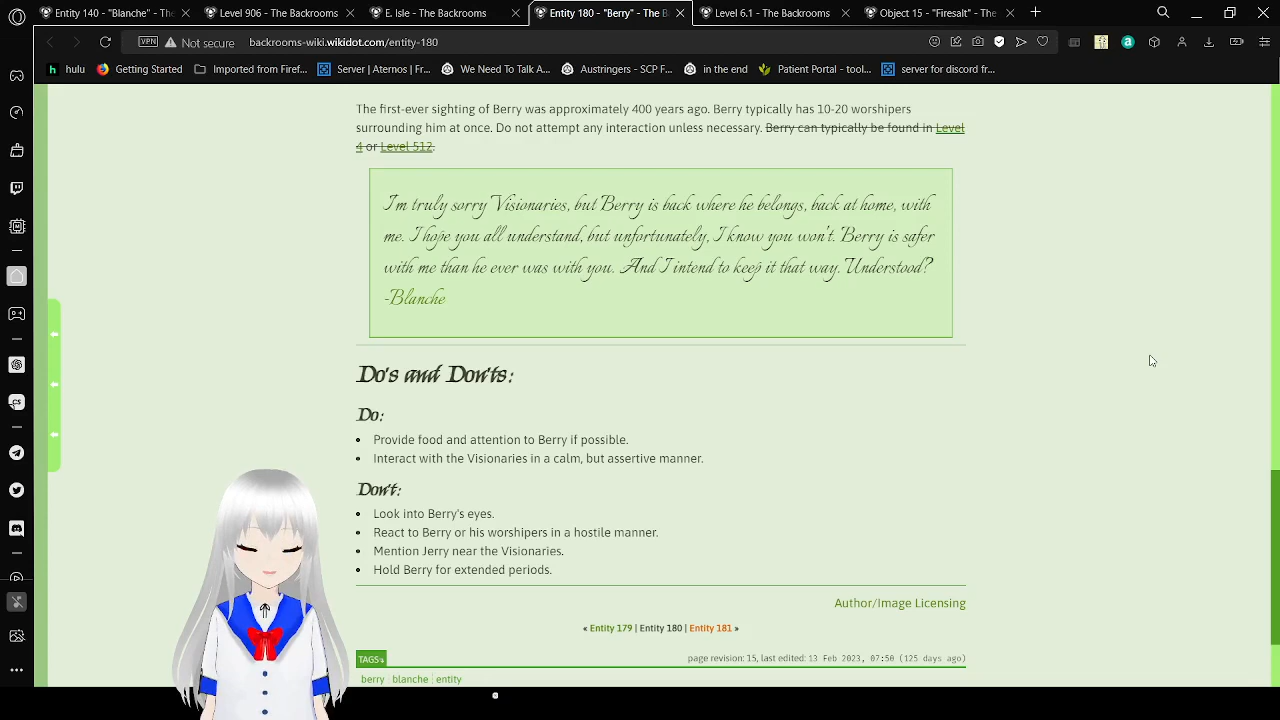 Entity 140 - "Blanche" - The
Level 906 - The Backrooms
E. Isle - The Backrooms
Entity 180 - "Berry" - The B
Level 6.1 - The Backrooms
Object 15 - "Firesalt" - The
VPN Not secure backrooms-wiki.wikidot.com/entity-180
hulu Getting Started Imported from Firef... Server | Aternos | Fr... We Need To Talk A... Austringers - SCP F... in the end Patient Portal - tool... server for discord fr...
The first-ever sighting of Berry was approximately 400 years ago. Berry typically has 10-20 worshipers
surrounding him at once. Do not attempt any interaction unless necessary. Berry can typically be found in Level
4 or Level 512.
I'm truly sorry Visionaries, but Berry is back where he belongs, back at home, with
me. I hope you all understand, but unfortunately, I know you won't. Berry is safer
with me than he ever was with you. And I intend to keep it that way. Understood?
-Blanche
Do's and Don'ts:
Do:
• Provide food and attention to Berry if possible.
• Interact with the Visionaries in a calm, but assertive manner.
Don't:
• Look into Berry's eyes.
• React to Berry or his worshipers in a hostile manner.
• Mention Jerry near the Visionaries.
• Hold Berry for extended periods.
Author/Image Licensing
« Entity 179 | Entity 180 | Entity 181 »
TAGS
page revision: 15, last edited: 13 Feb 2023, 07:50 (125 days ago)
berry blanche entity